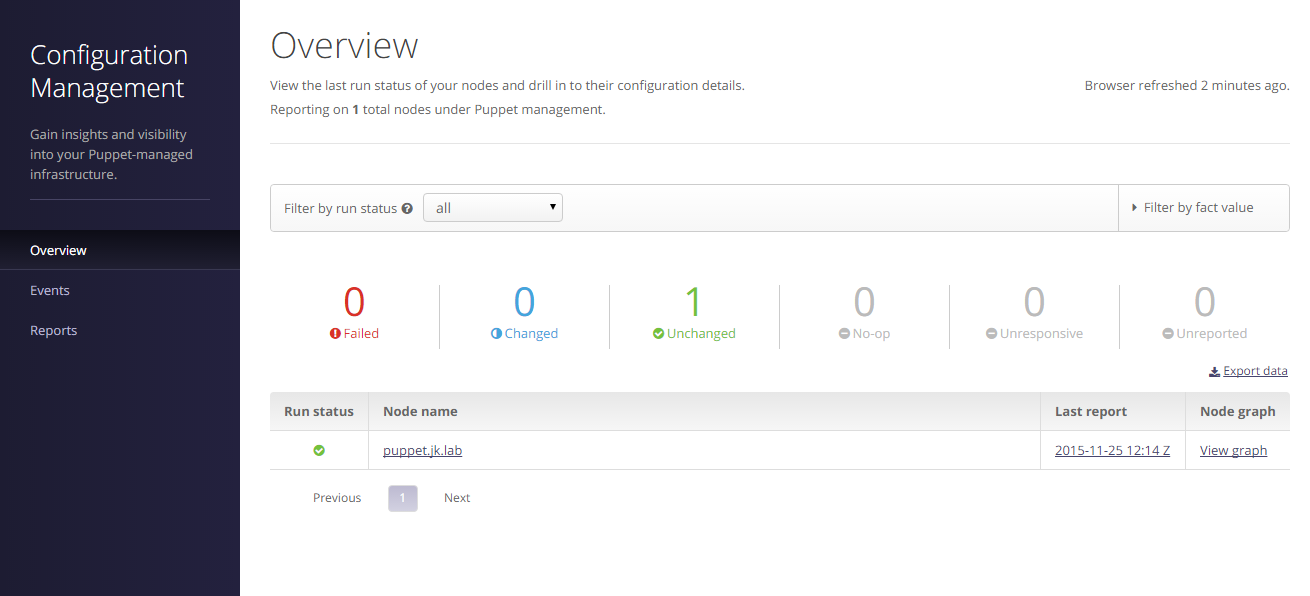 Configuration
Management
Gain insights and visibility
into your Puppet-managed
infrastructure.
Overview
Events
Reports
Overview
View the last run status of your nodes and drill in to their configuration details.
Browser refreshed 2 minutes ago.
Reporting on 1 total nodes under Puppet management.
Filter by run status ? all
Filter by fact value
0 0 1 0 0 0
Failed Changed Unchanged No-op Unresponsive Unreported
Export data
Run status Node name Last report Node graph
puppet.jk.lab 2015-11-25 12:14 Z View graph
Previous 1 Next